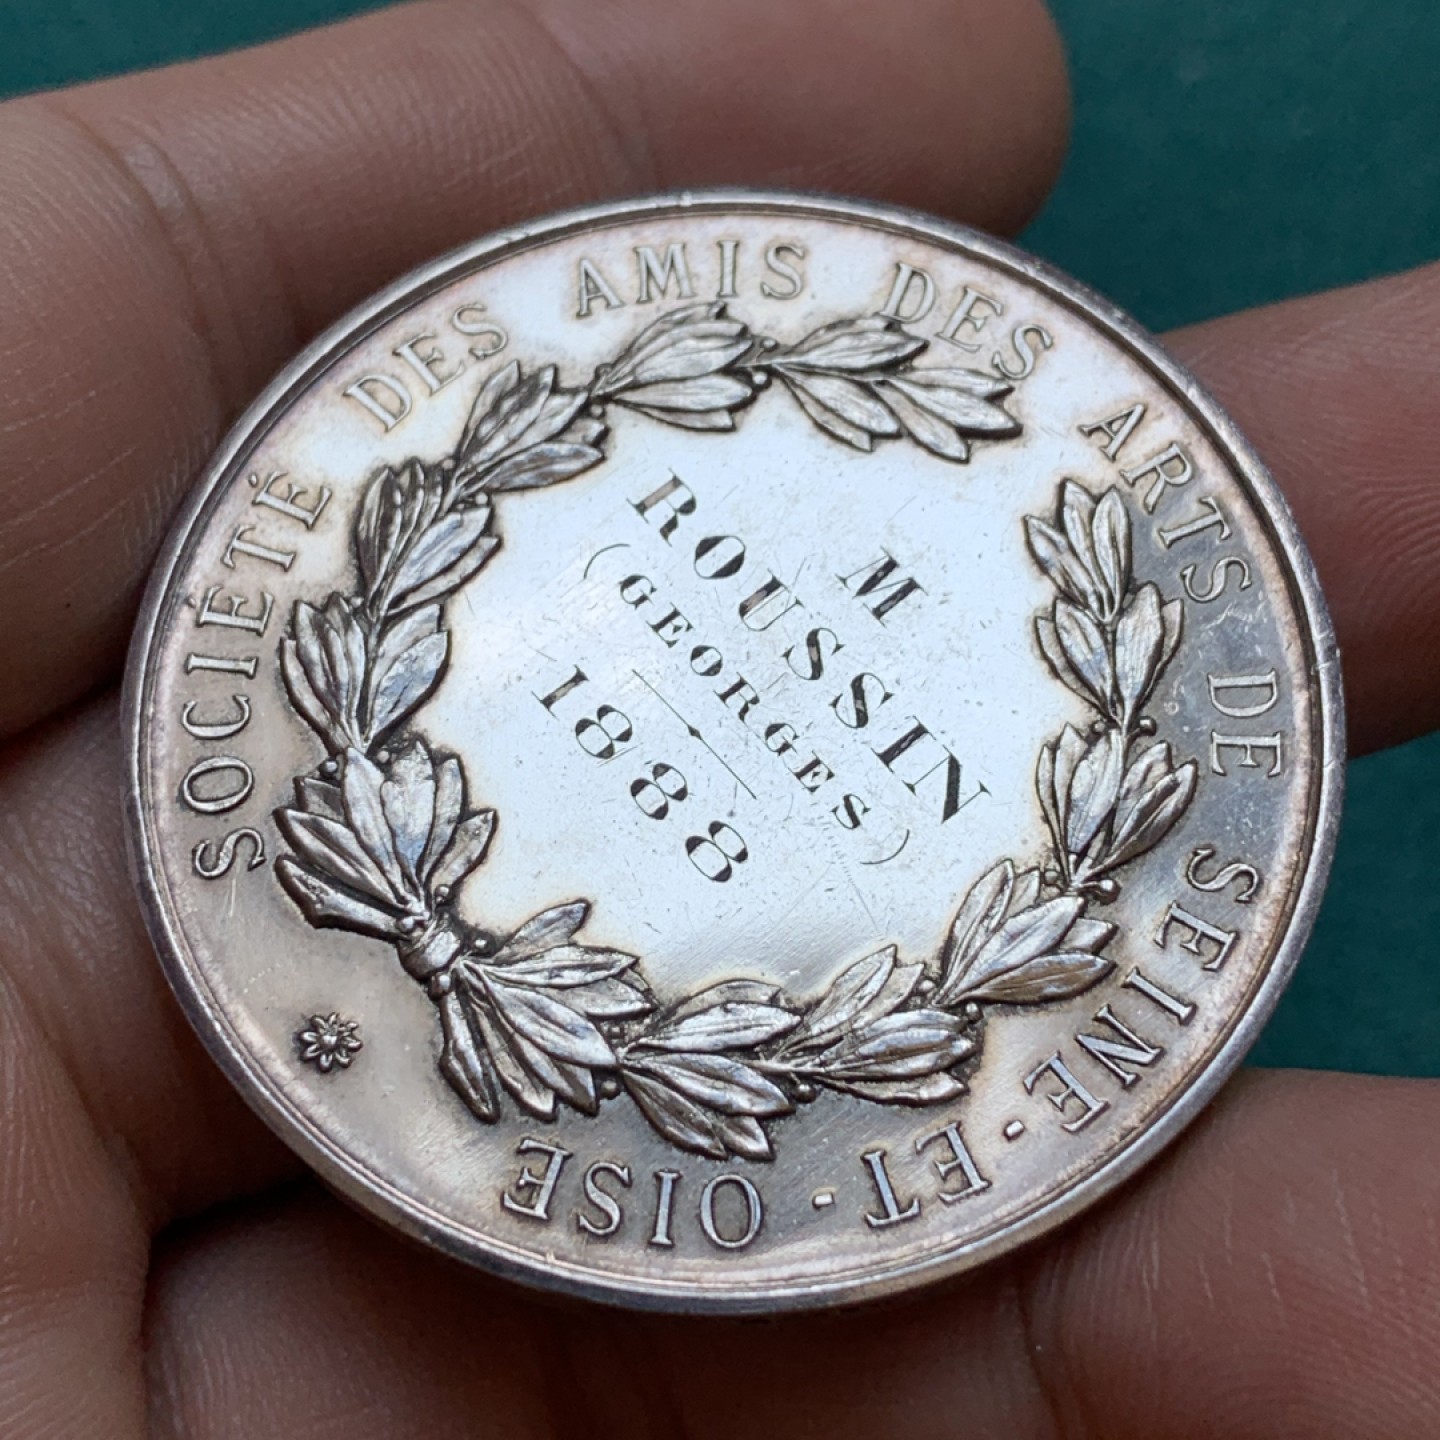 SOCIÉTÉ DES AMIS DES ARTS DE SEINE · ET · OISE
M
ROUSSIN
(GEORGES)
1888